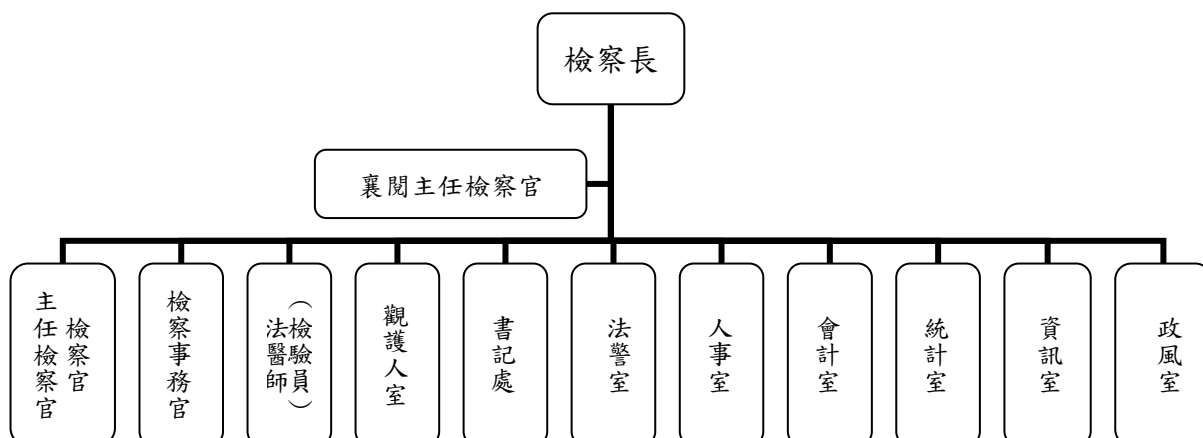 檢察長
襄閱主任檢察官
主任檢察官
檢察官
檢察事務官
法醫師
（檢驗員）
觀護人室
書記處
法警室
人事室
會計室
統計室
資訊室
政風室